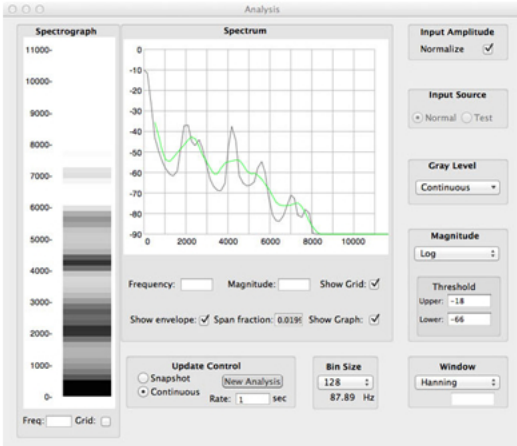 Analysis
Spectrograph
11000-
10000-
9000-
8000-
7000-
6000-
5000-
4000-
3000-
2000-
1000-
0-
Freq: Grid:
Spectrum
0
-10
-20
-30
-40
-50
-60
-70
-80
-90
0 2000 4000 6000 8000 10000
Frequency: Magnitude: Show Grid:
Show envelope: Span fraction: 0.019 Show Graph:
Update Control
Snapshot
Continuous
New Analysis
Rate: 1 sec
Bin Size
128
87.89 Hz
Input Amplitude
Normalize
Input Source
Normal Test
Gray Level
Continuous
Magnitude
Log
Threshold
Upper: -18
Lower: -66
Window
Hanning